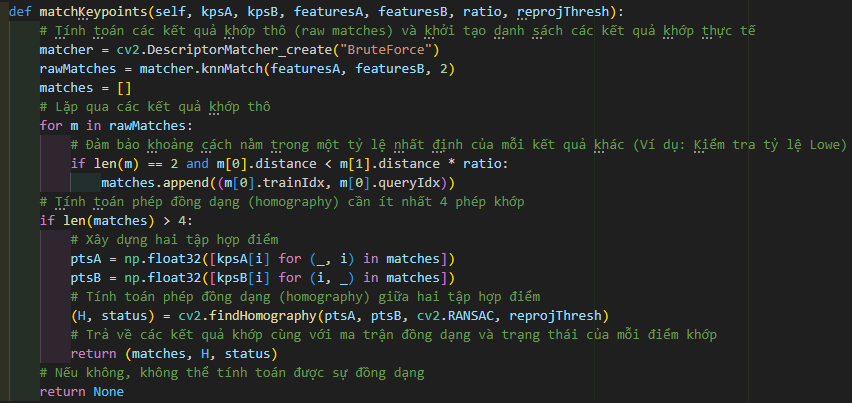 def matchKeypoints(self, kpsA, kpsB, featuresA, featuresB, ratio, reprojThresh):
    # Tính toán các kết quả khớp thô (raw matches) và khởi tạo danh sách các kết quả khớp thực tế
    matcher = cv2.DescriptorMatcher_create("BruteForce")
    rawMatches = matcher.knnMatch(featuresA, featuresB, 2)
    matches = []
    # Lặp qua các kết quả khớp thô
    for m in rawMatches:
        # Đảm bảo khoảng cách nằm trong một tỷ lệ nhất định của mỗi kết quả khác (Ví dụ: Kiểm tra tỷ lệ Lowe)
        if len(m) == 2 and m[0].distance < m[1].distance * ratio:
            matches.append((m[0].trainIdx, m[0].queryIdx))
    # Tính toán phép đồng dạng (homography) cần ít nhất 4 phép khớp
    if len(matches) > 4:
        # Xây dựng hai tập hợp điểm
        ptsA = np.float32([kpsA[i] for (_, i) in matches])
        ptsB = np.float32([kpsB[i] for (i, _) in matches])
        # Tính toán phép đồng dạng (homography) giữa hai tập hợp điểm
        (H, status) = cv2.findHomography(ptsA, ptsB, cv2.RANSAC, reprojThresh)
        # Trả về các kết quả khớp cùng với ma trận đồng dạng và trạng thái của mỗi điểm khớp
        return (matches, H, status)
    # Nếu không, không thể tính toán được sự đồng dạng
    return None